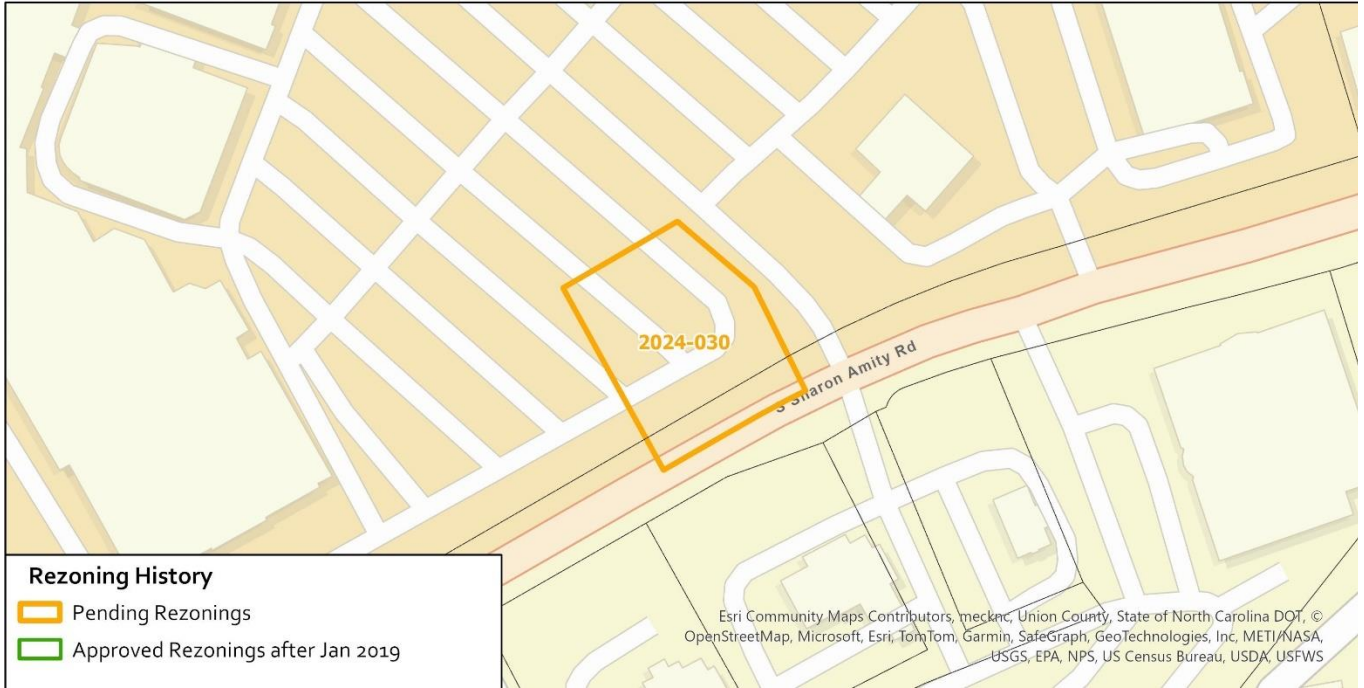 2024-030
S Sharon Amity Rd
Rezoning History
Pending Rezonings
Approved Rezonings after Jan 2019
Esri Community Maps Contributors, mecknc, Union County, State of North Carolina DOT, ©
OpenStreetMap, Microsoft, Esri, TomTom, Garmin, SafeGraph, GeoTechnologies, Inc, METI/NASA,
USGS, EPA, NPS, US Census Bureau, USDA, USFWS